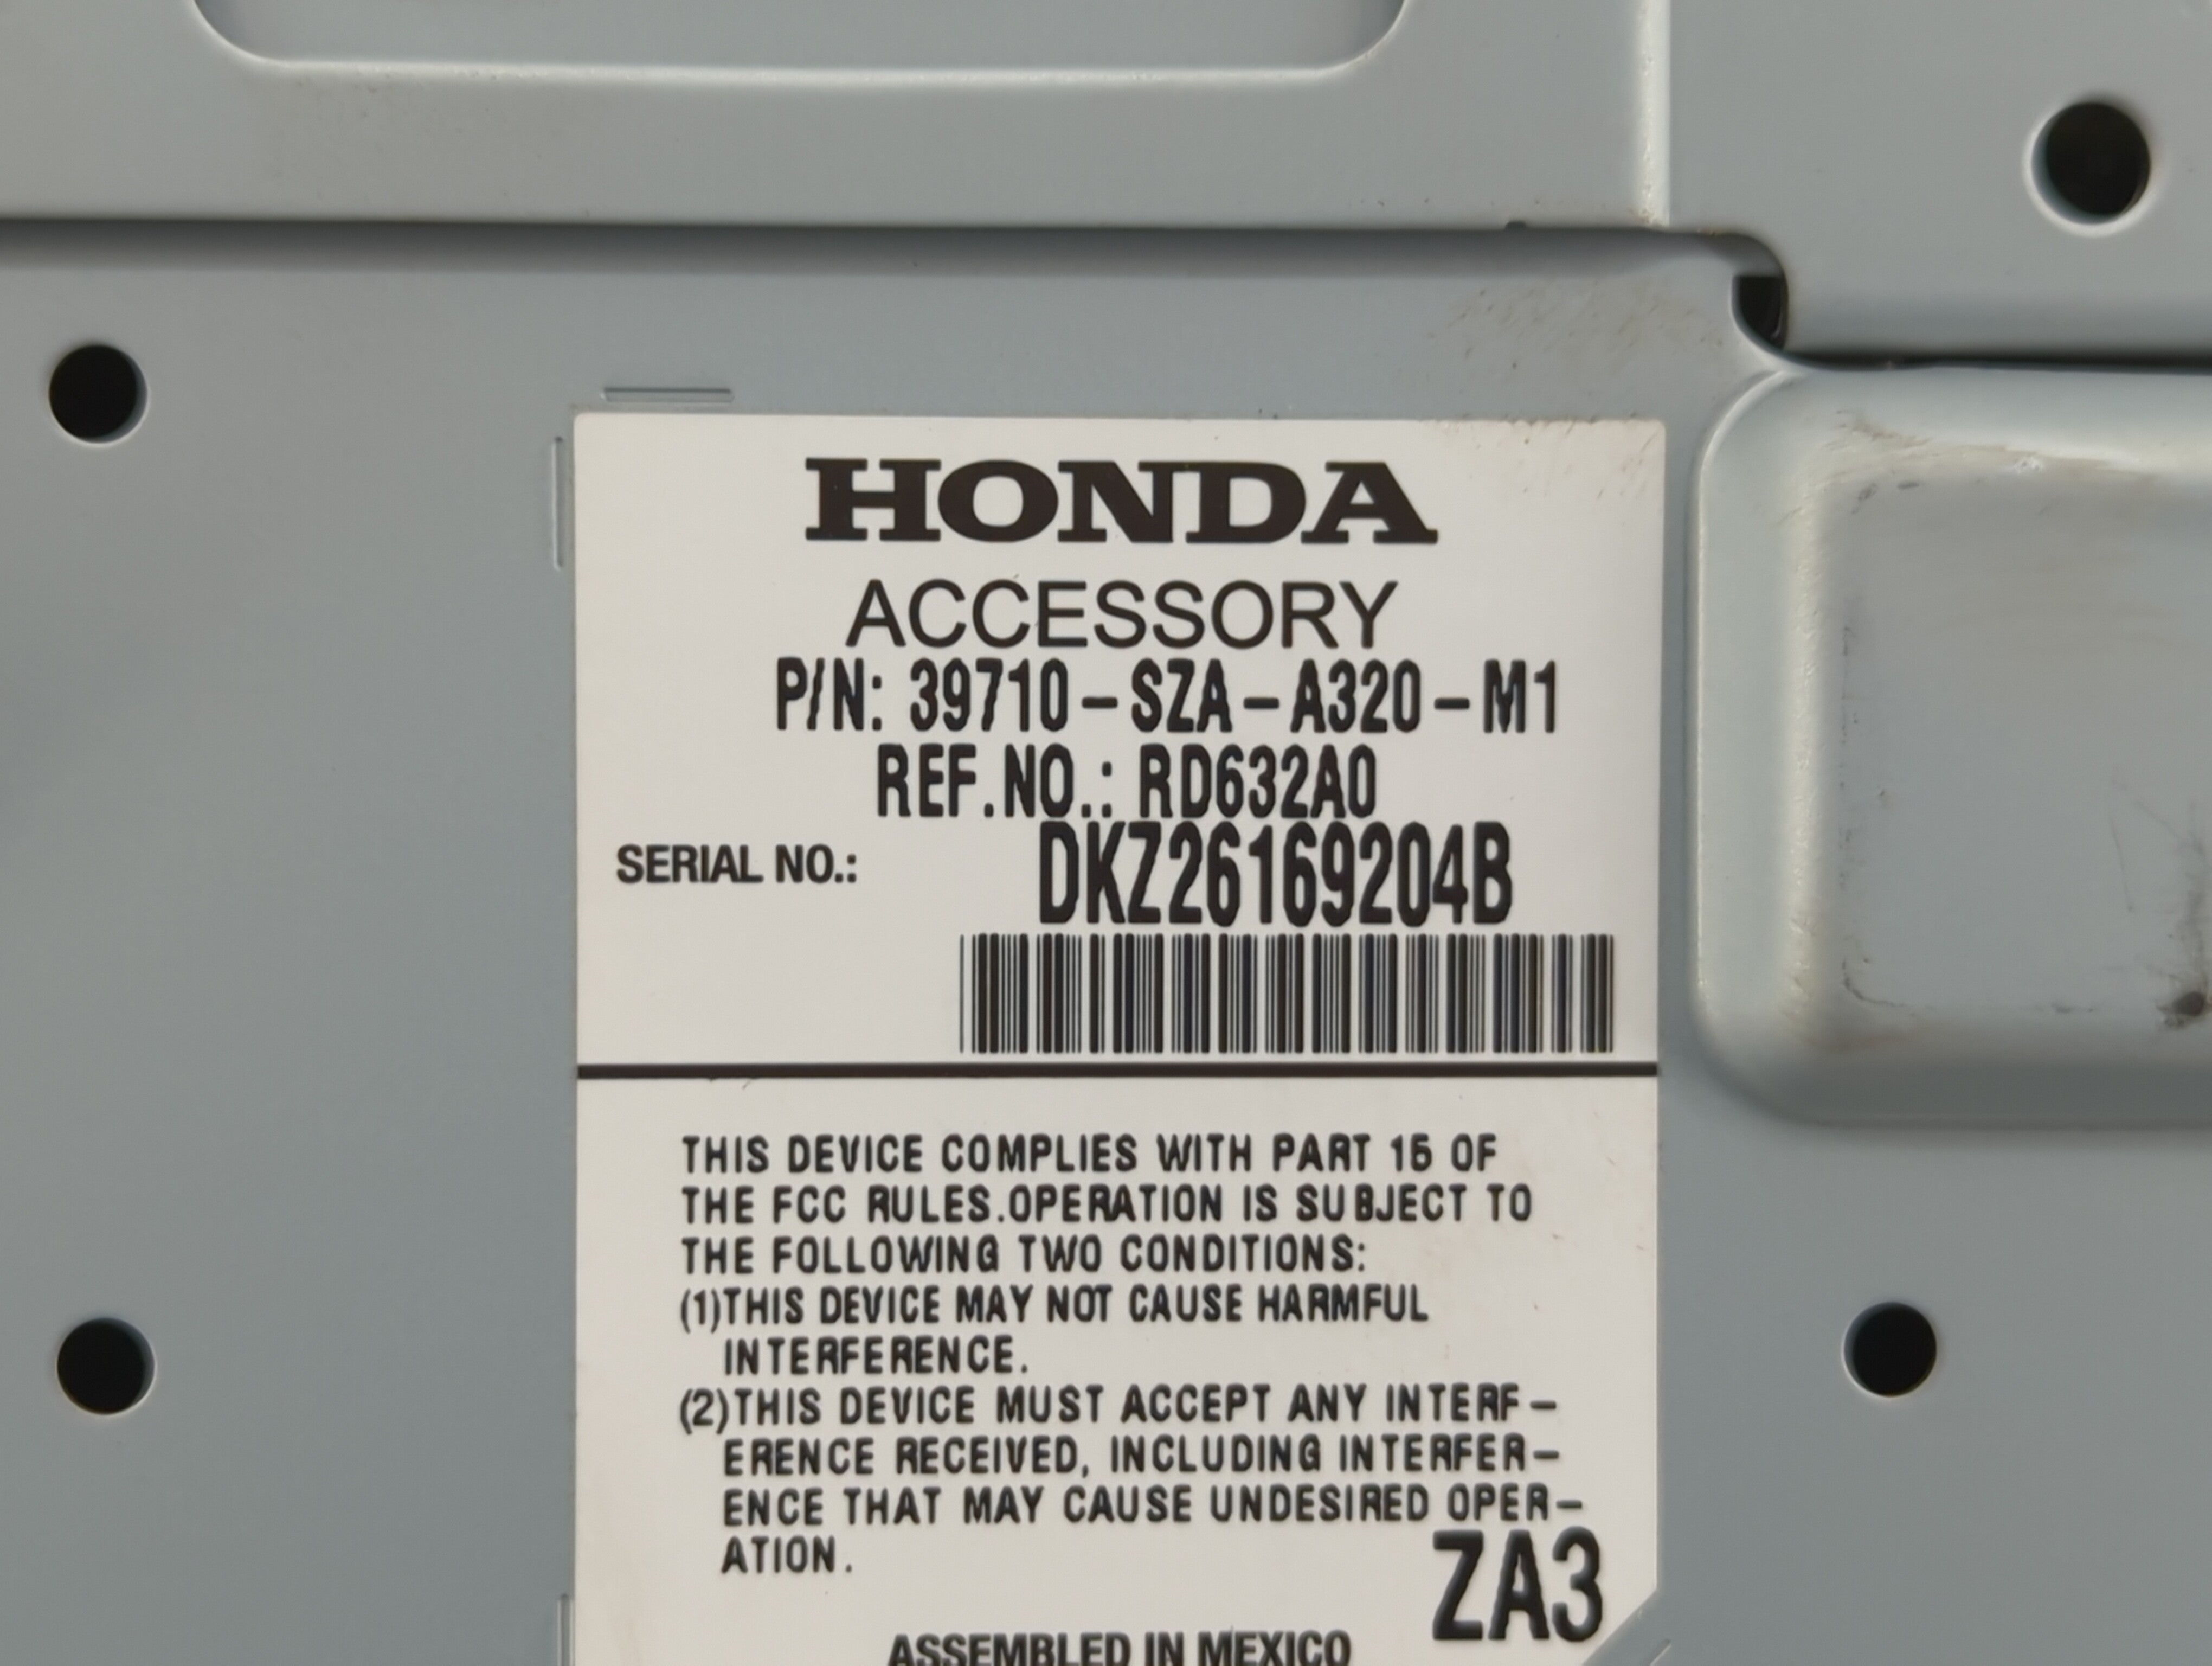 HONDA
ACCESSORY
P/N: 39710-SZA-A320-M1
REF.NO.: RD632A0
SERIAL NO.: DKZ26169204B
THIS DEVICE COMPLIES WITH PART 15 OF
THE FCC RULES.OPERATION IS SUBJECT TO
THE FOLLOWING TWO CONDITIONS:
(1)THIS DEVICE MAY NOT CAUSE HARMFUL
INTERFERENCE.
(2)THIS DEVICE MUST ACCEPT ANY INTERF-
ERENCE RECEIVED, INCLUDING INTERFER-
ENCE THAT MAY CAUSE UNDESIRED OPER-
ATION.
ZA3
ASSEMBLED IN MEXICO